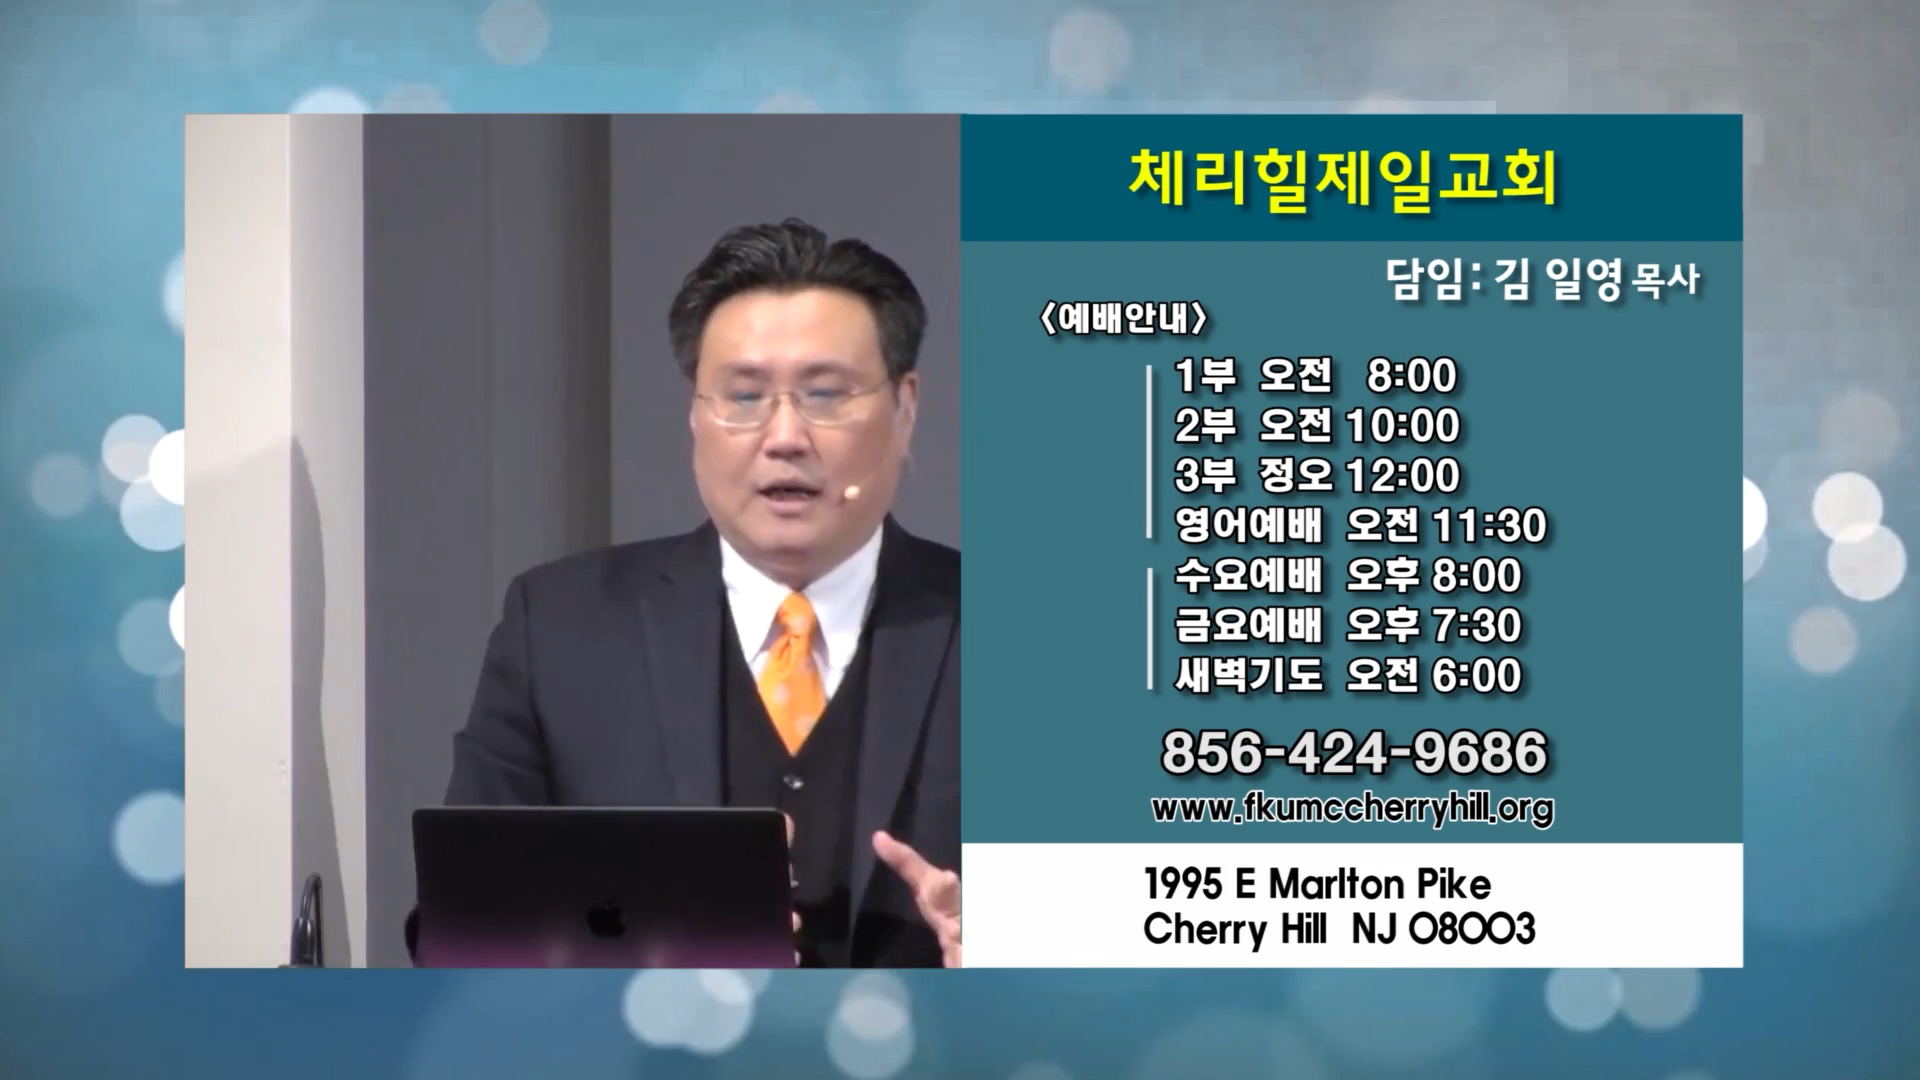 체리힐제일교회
담임: 김 일영 목사
<예배안내>
1부 오전 8:00
2부 오전 10:00
3부 정오 12:00
영어예배 오전 11:30
수요예배 오후 8:00
금요예배 오후 7:30
새벽기도 오전 6:00
856-424-9686
www.fkumccherryhill.org
1995 E Marlton Pike
Cherry Hill NJ 08003